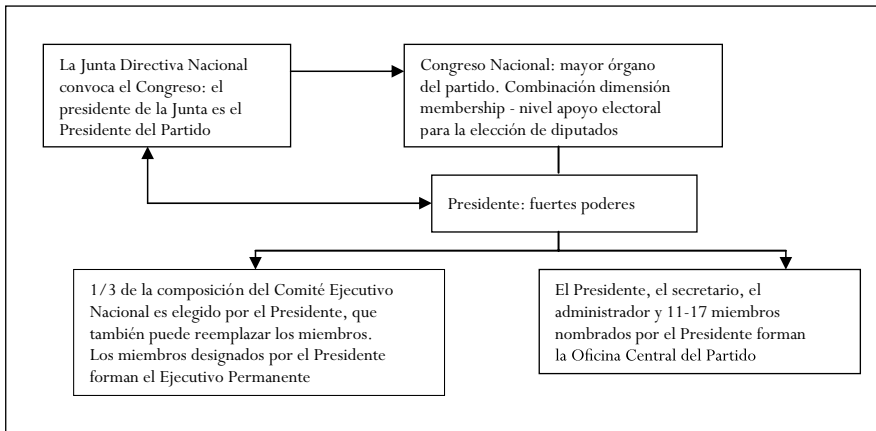 La Junta Directiva Nacional
convoca el Congreso: el
presidente de la Junta es el
Presidente del Partido
Congreso Nacional: mayor órgano
del partido. Combinación dimensión
membership - nivel apoyo electoral
para la elección de diputados
Presidente: fuertes poderes
1/3 de la composición del Comité Ejecutivo
Nacional es elegido por el Presidente, que
también puede reemplazar los miembros.
Los miembros designados por el Presidente
forman el Ejecutivo Permanente
El Presidente, el secretario, el
administrador y 11-17 miembros
nombrados por el Presidente forman
la Oficina Central del Partido